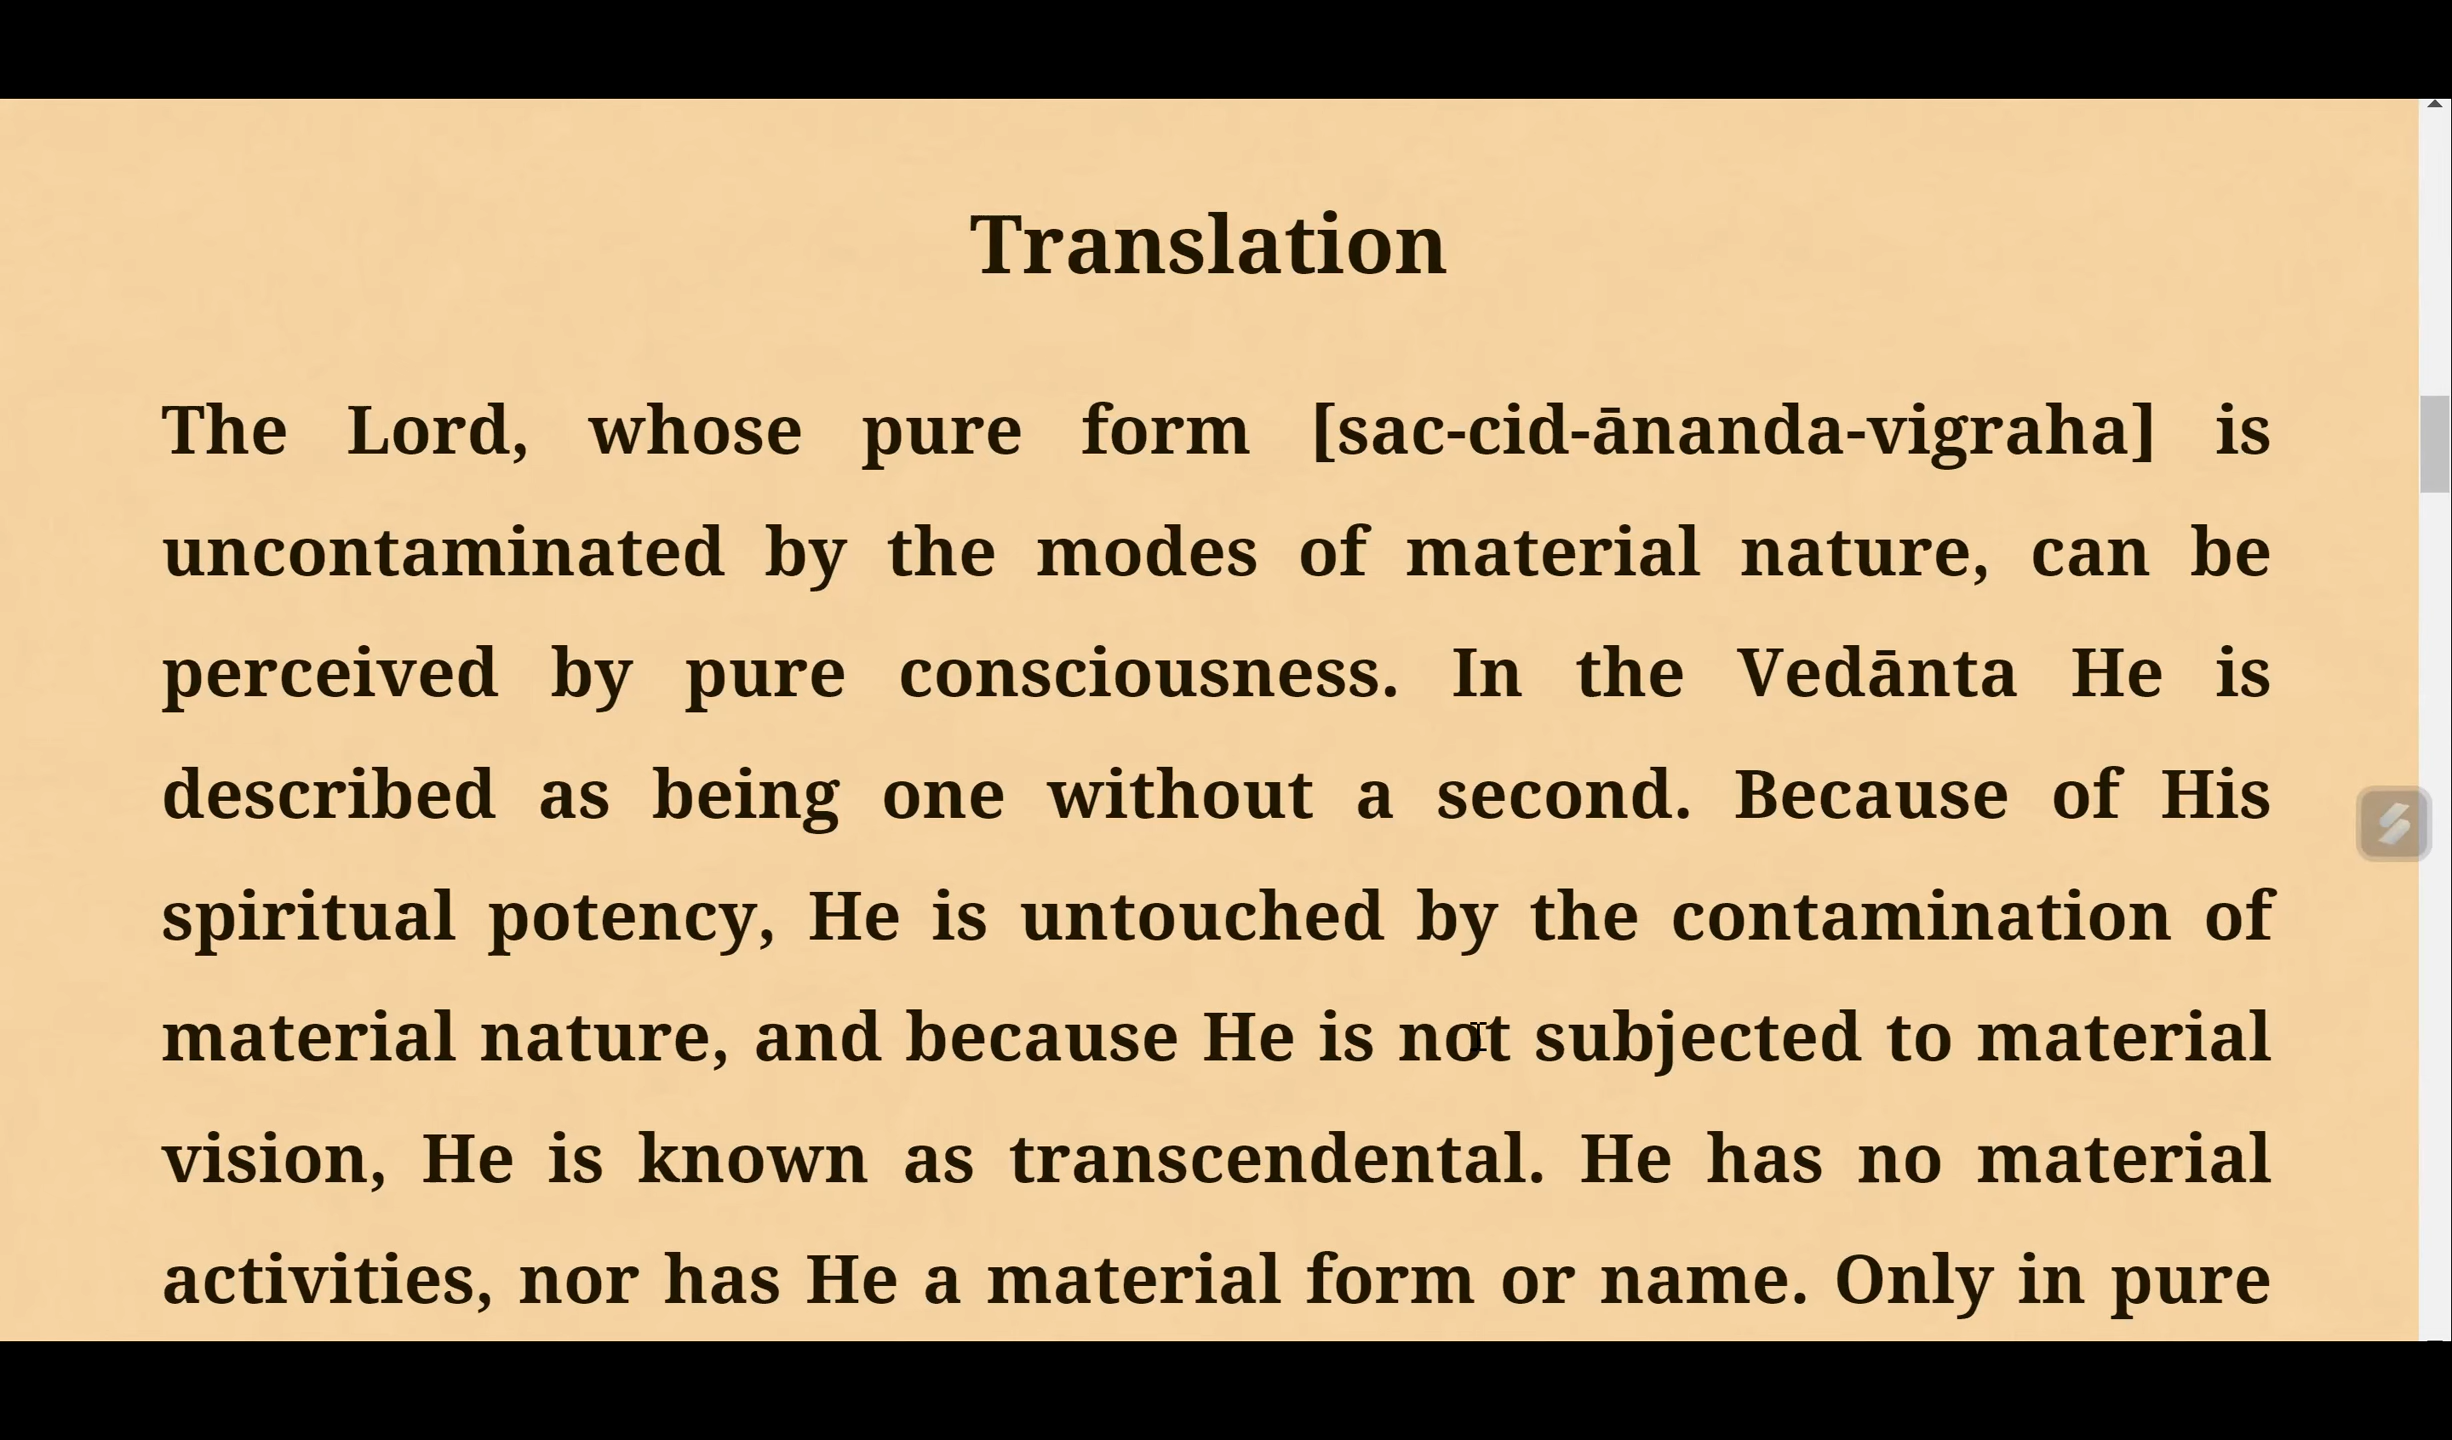 Translation
The Lord, whose pure form [sac-cid-ānanda-vigraha] is
uncontaminated by the modes of material nature, can be
perceived by pure consciousness. In the Vedānta He is
described as being one without a second. Because of His
spiritual potency, He is untouched by the contamination of
material nature, and because He is not subjected to material
vision, He is known as transcendental. He has no material
activities, nor has He a material form or name. Only in pure